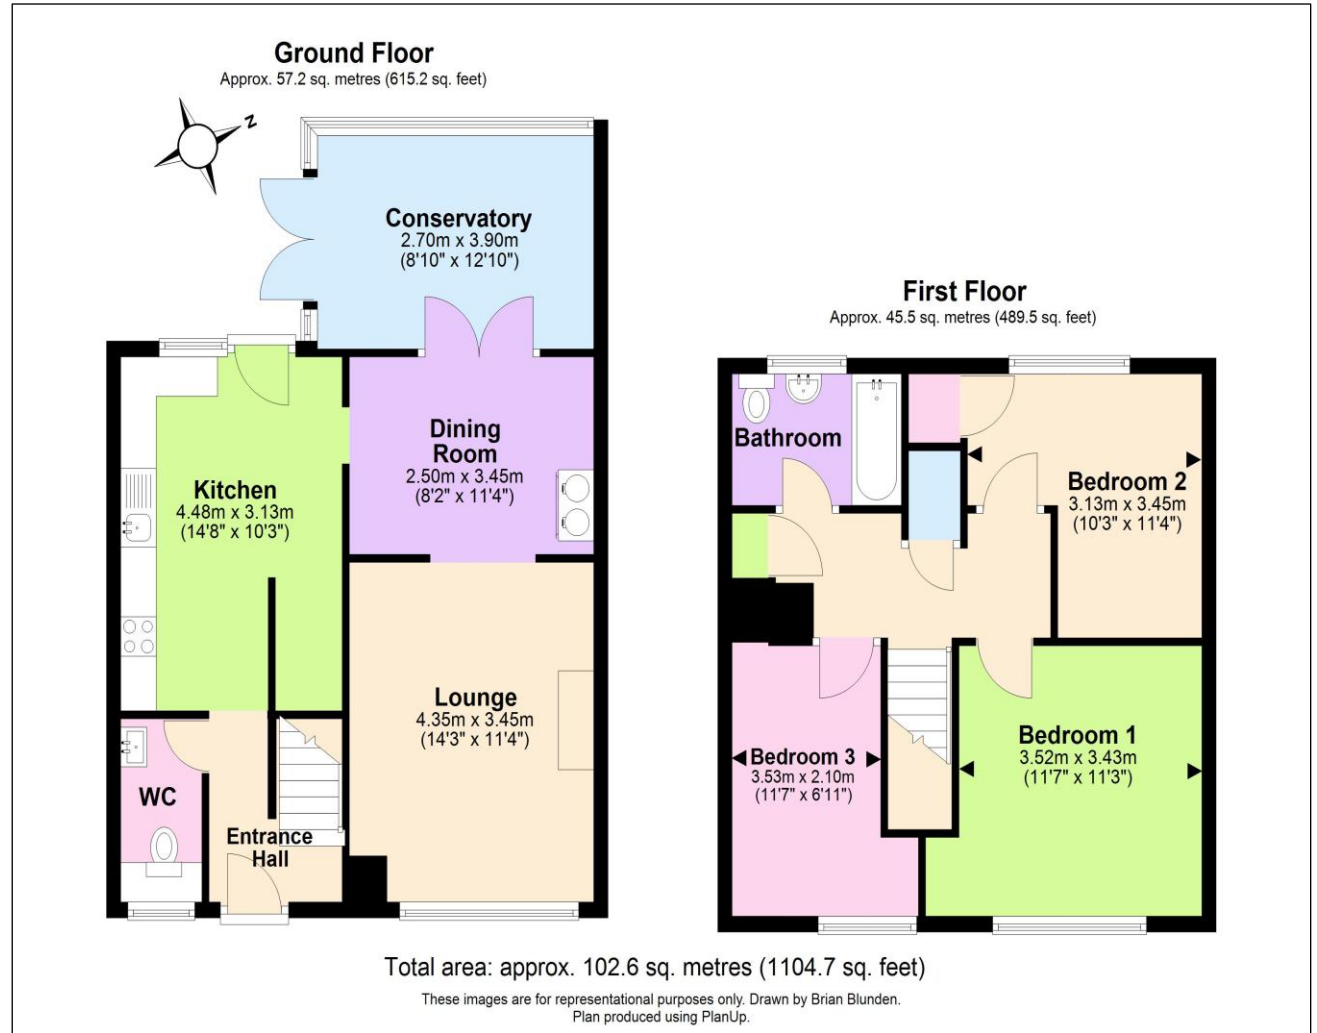 Ground Floor
Approx. 57.2 sq. metres (615.2 sq. feet)
N
Conservatory
2.70m x 3.90m
(8'10" x 12'10")
Dining
Room
2.50m x 3.45m
(8'2" x 11'4")
Kitchen
4.48m x 3.13m
(14'8" x 10'3")
Lounge
4.35m x 3.45m
(14'3" x 11'4")
WC
Entrance
Hall
First Floor
Approx. 45.5 sq. metres (489.5 sq. feet)
Bathroom
Bedroom 2
3.13m x 3.45m
(10'3" x 11'4")
Bedroom 3
3.53m x 2.10m
(11'7" x 6'11")
Bedroom 1
3.52m x 3.43m
(11'7" x 11'3")
Total area: approx. 102.6 sq. metres (1104.7 sq. feet)
These images are for representational purposes only. Drawn by Brian Blunden.
Plan produced using PlanUp.